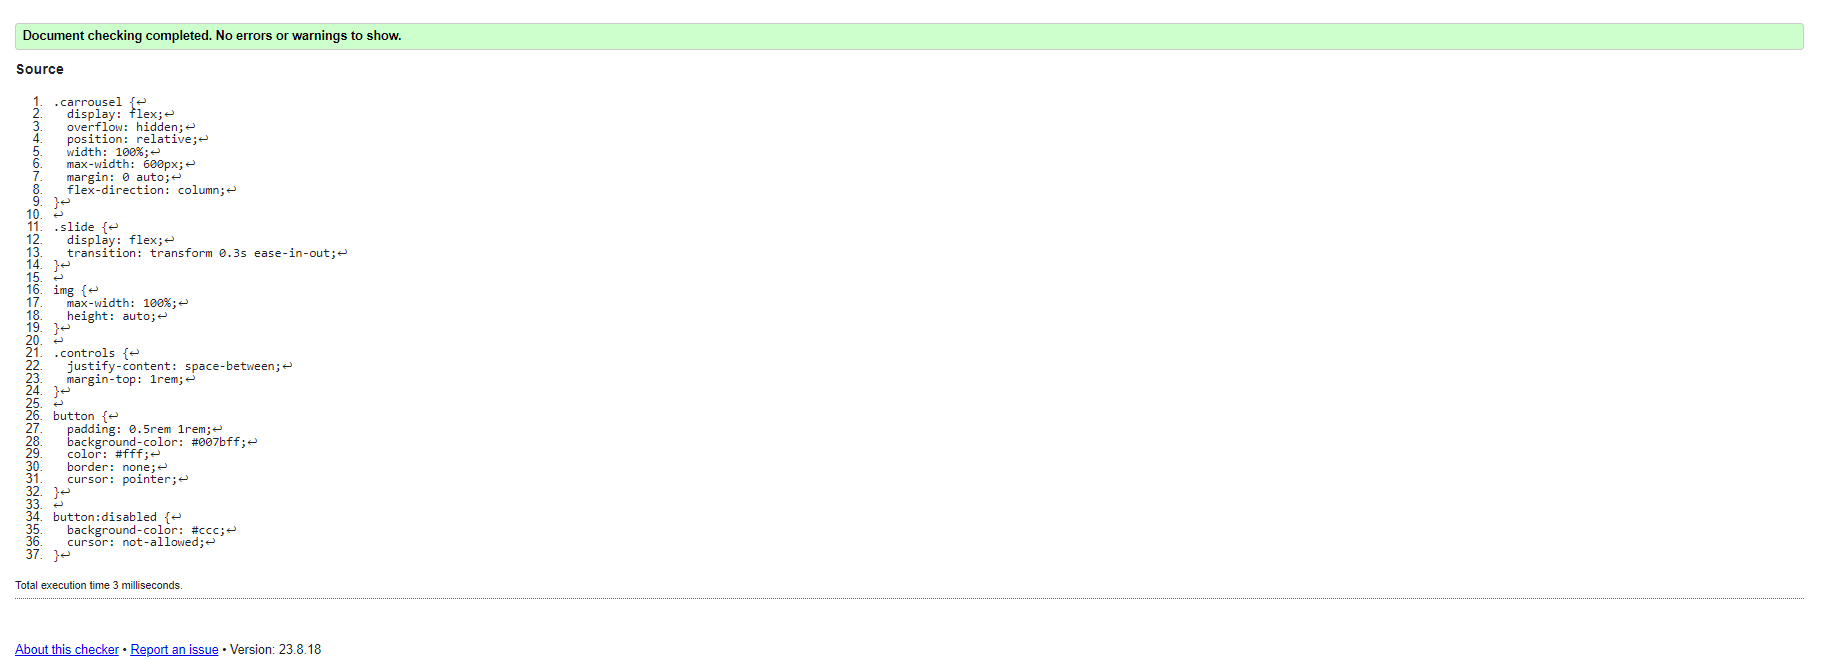 Document checking completed. No errors or warnings to show.
Source
1. .carrousel {↩
2.   display: flex;↩
3.   overflow: hidden;↩
4.   position: relative;↩
5.   width: 100%;↩
6.   max-width: 600px;↩
7.   margin: 0 auto;↩
8.   flex-direction: column;↩
9. }↩
10. ↩
11. .slide {↩
12.   display: flex;↩
13.   transition: transform 0.3s ease-in-out;↩
14. }↩
15. ↩
16. img {↩
17.   max-width: 100%;↩
18.   height: auto;↩
19. }↩
20. ↩
21. .controls {↩
22.   justify-content: space-between;↩
23.   margin-top: 1rem;↩
24. }↩
25. ↩
26. button {↩
27.   padding: 0.5rem 1rem;↩
28.   background-color: #007bff;↩
29.   color: #fff;↩
30.   border: none;↩
31.   cursor: pointer;↩
32. }↩
33. ↩
34. button:disabled {↩
35.   background-color: #ccc;↩
36.   cursor: not-allowed;↩
37. }↩
Total execution time 3 milliseconds.
About this checker • Report an issue • Version: 23.8.18